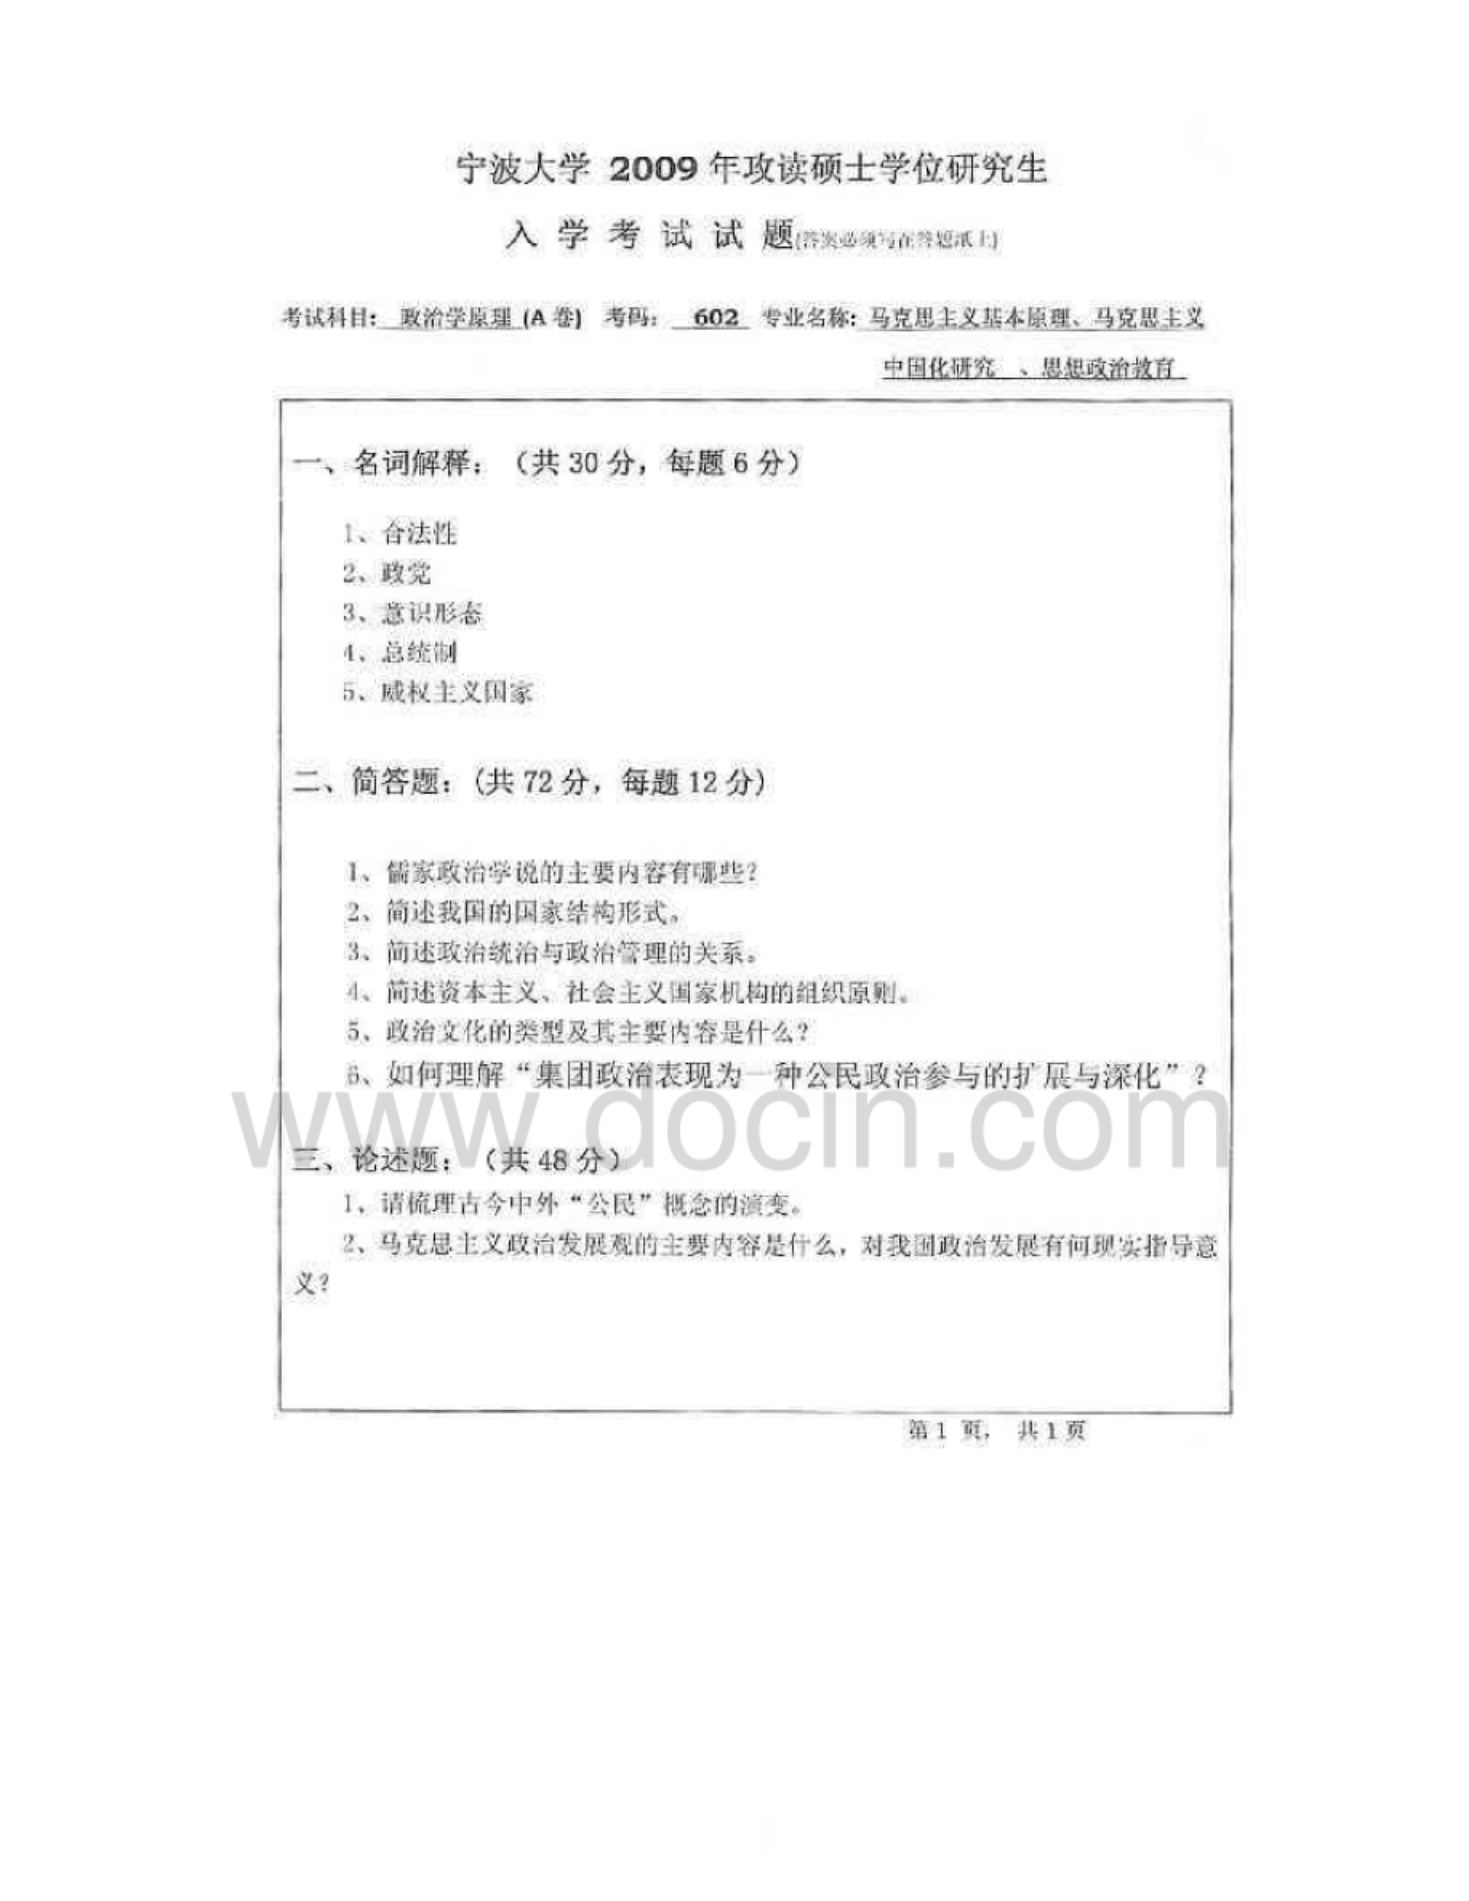 宁波大学 2009 年攻读硕士学位研究生
入 学 考 试 试 题(答案必须写在答题纸上)
考试科目: 政治学原理 (A 卷) 考码: 602 专业名称: 马克思主义基本原理、马克思主义
中国化研究 、思想政治教育
一、名词解释：（共 30 分，每题 6 分）
1、合法性
2、政党
3、意识形态
4、总统制
5、威权主义国家
二、简答题：(共 72 分，每题 12 分)
1、儒家政治学说的主要内容有哪些？
2、简述我国的国家结构形式。
3、简述政治统治与政治管理的关系。
4、简述资本主义、社会主义国家机构的组织原则。
5、政治文化的类型及其主要内容是什么？
6、如何理解“集团政治表现为一种公民政治参与的扩展与深化”？
www.docin.com
三、论述题：（共 48 分）
1、请梳理古今中外“公民”概念的演变。
2、马克思主义政治发展观的主要内容是什么，对我国政治发展有何现实指导意
义？
第 1 页， 共 1 页